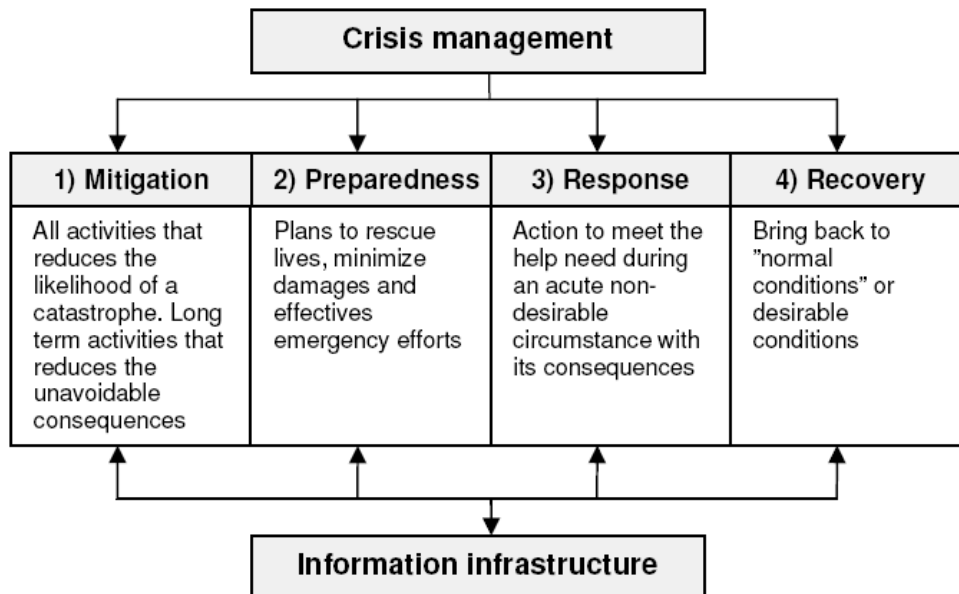 Crisis management
1) Mitigation
All activities that
reduces the
likelihood of a
catastrophe. Long
term activities that
reduces the
unavoidable
consequences
2) Preparedness
Plans to rescue
lives, minimize
damages and
effectives
emergency efforts
3) Response
Action to meet the
help need during
an acute non-
desirable
circumstance with
its consequences
4) Recovery
Bring back to
”normal
conditions” or
desirable
conditions
Information infrastructure